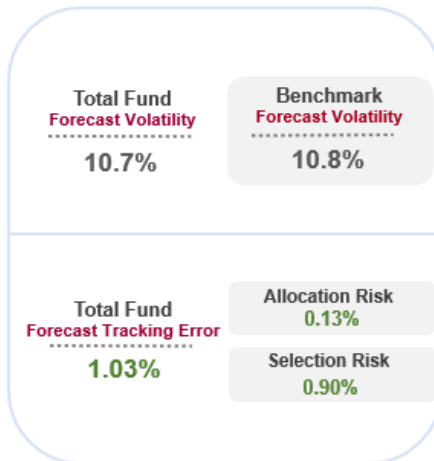 Total Fund
Forecast Volatility
10.7%
Benchmark
Forecast Volatility
10.8%
Total Fund
Forecast Tracking Error
1.03%
Allocation Risk
0.13%
Selection Risk
0.90%